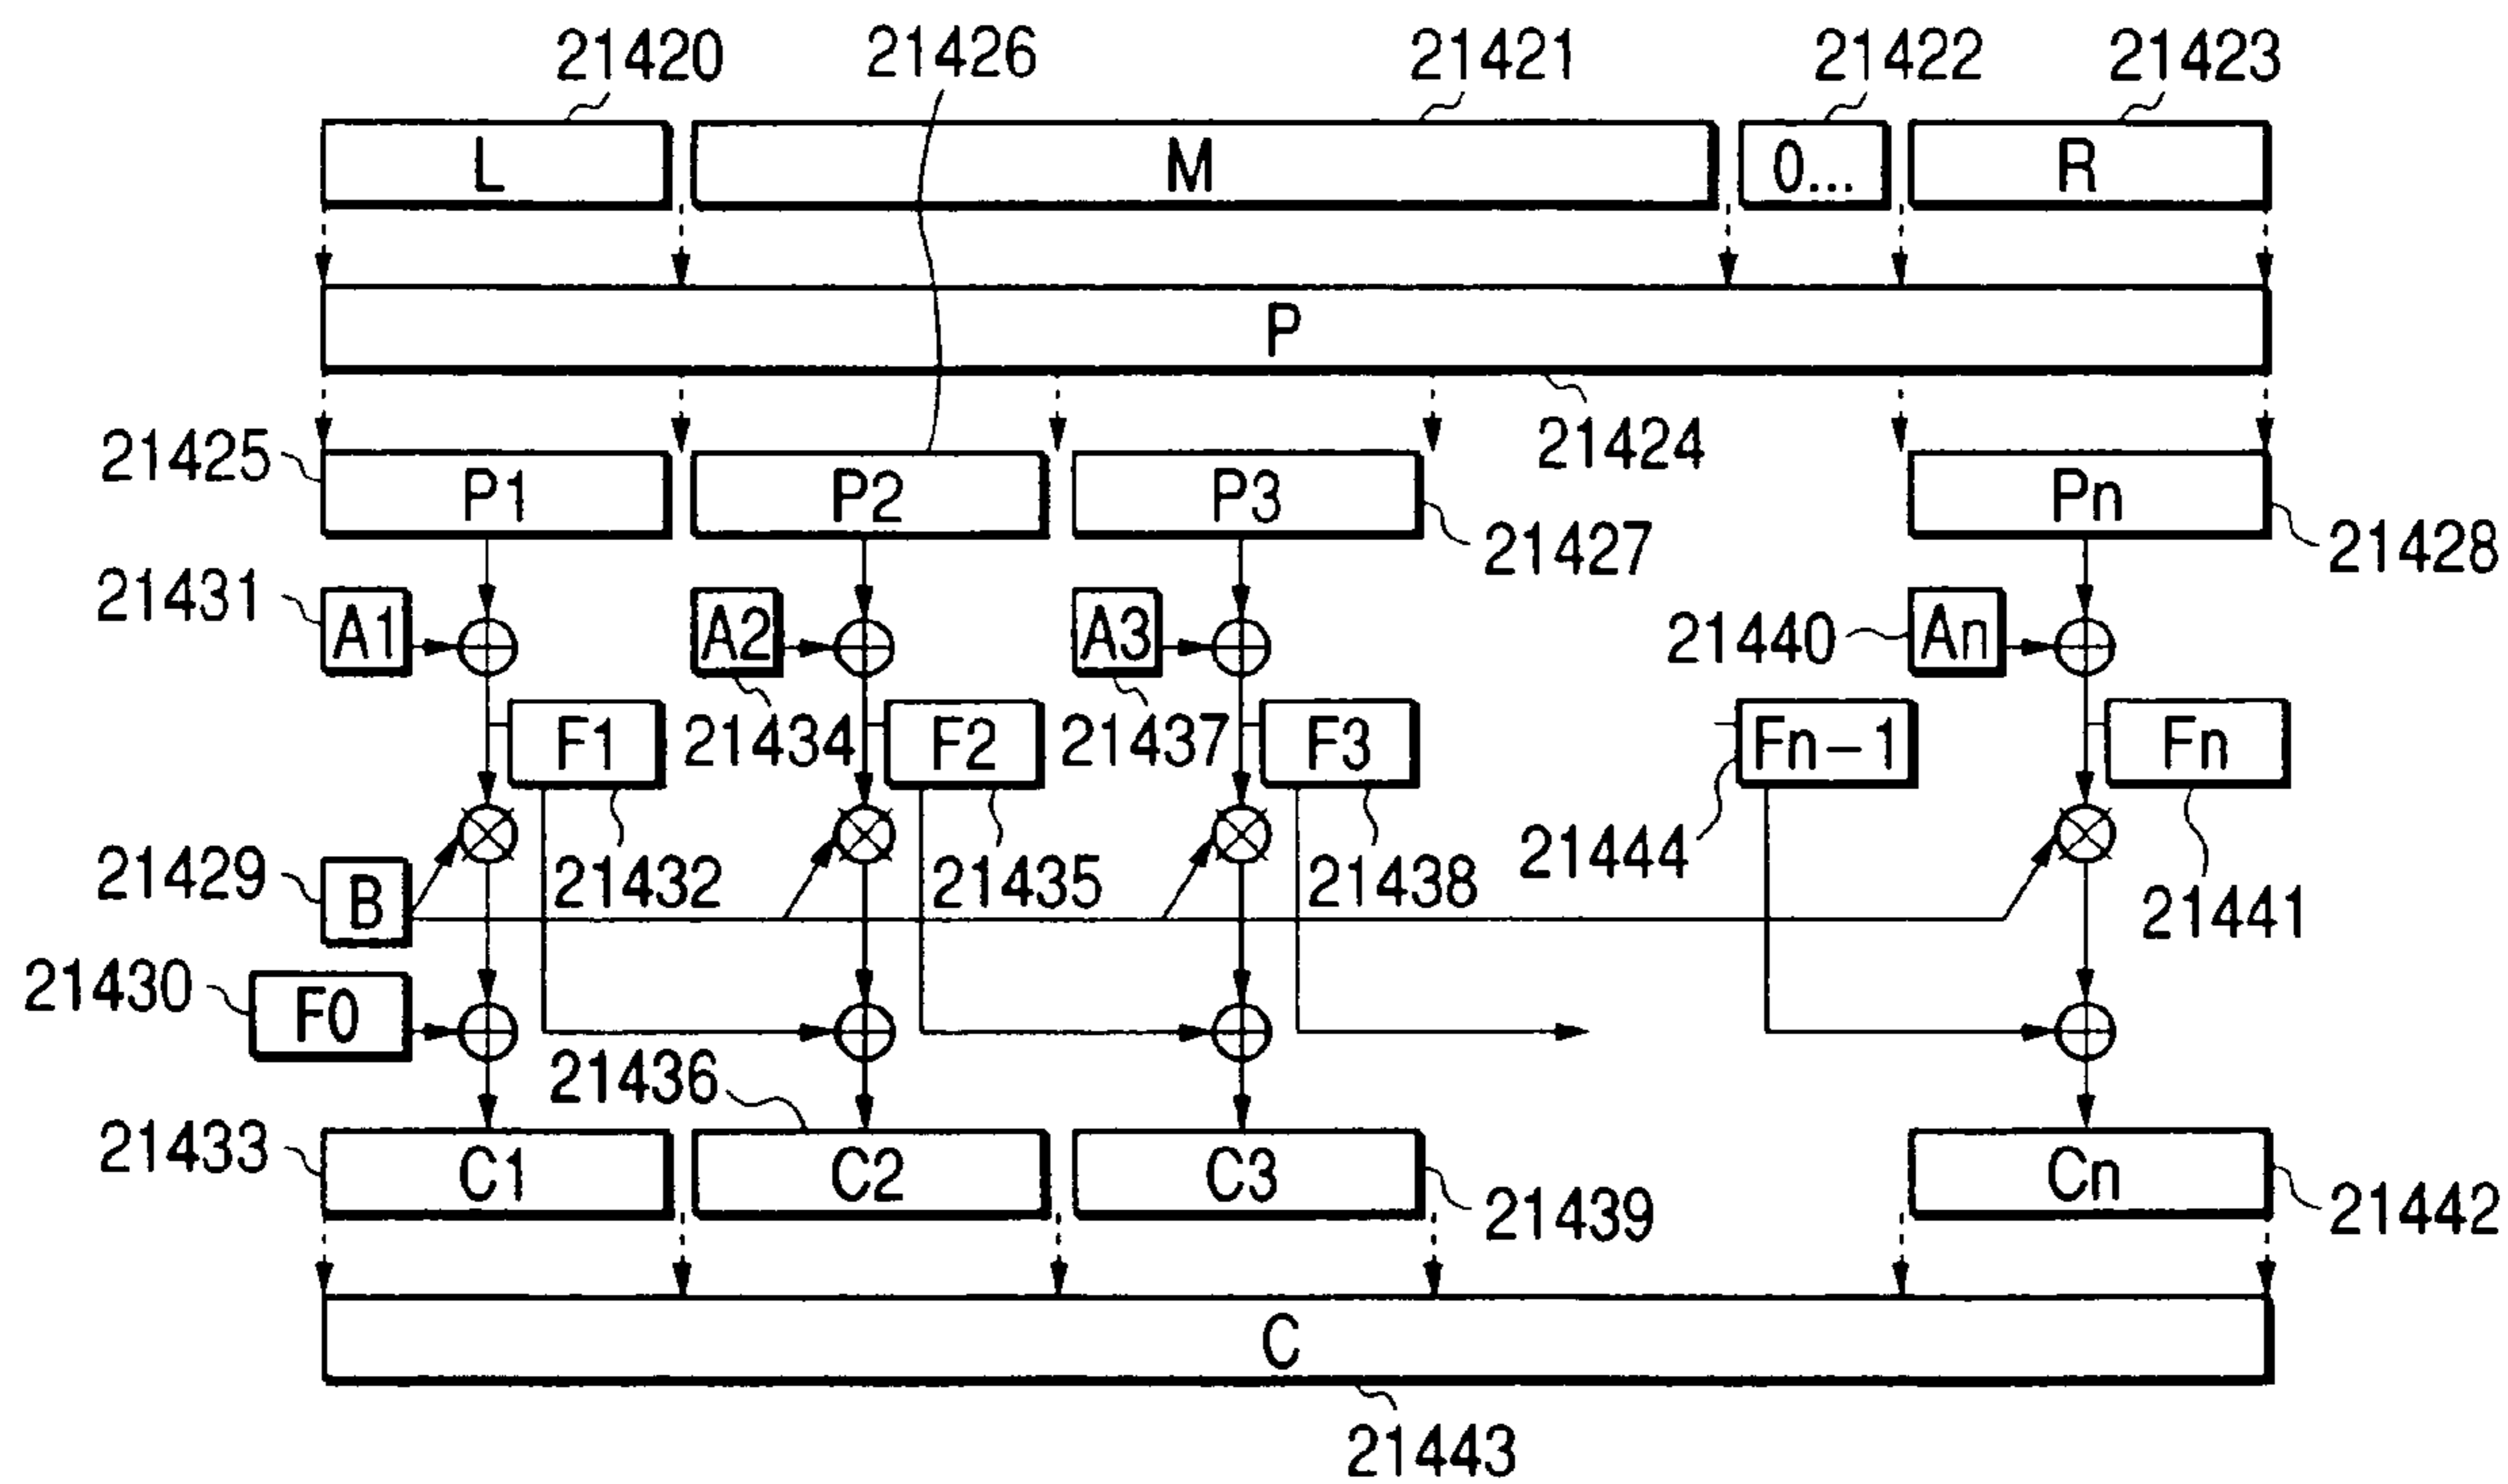 21420 21426 21421 21422 21423
L M 0... R
P
21424
21425 P1 P2 P3 Pn
21427 21428
21431 A1 A2 A3 21440 An
F1 21434 F2 21437 F3 Fn-1 Fn
21429 B 21432 21435 21438 21444 21441
21430 F0
21436
21433 C1 C2 C3 Cn
21439 21442
C
21443